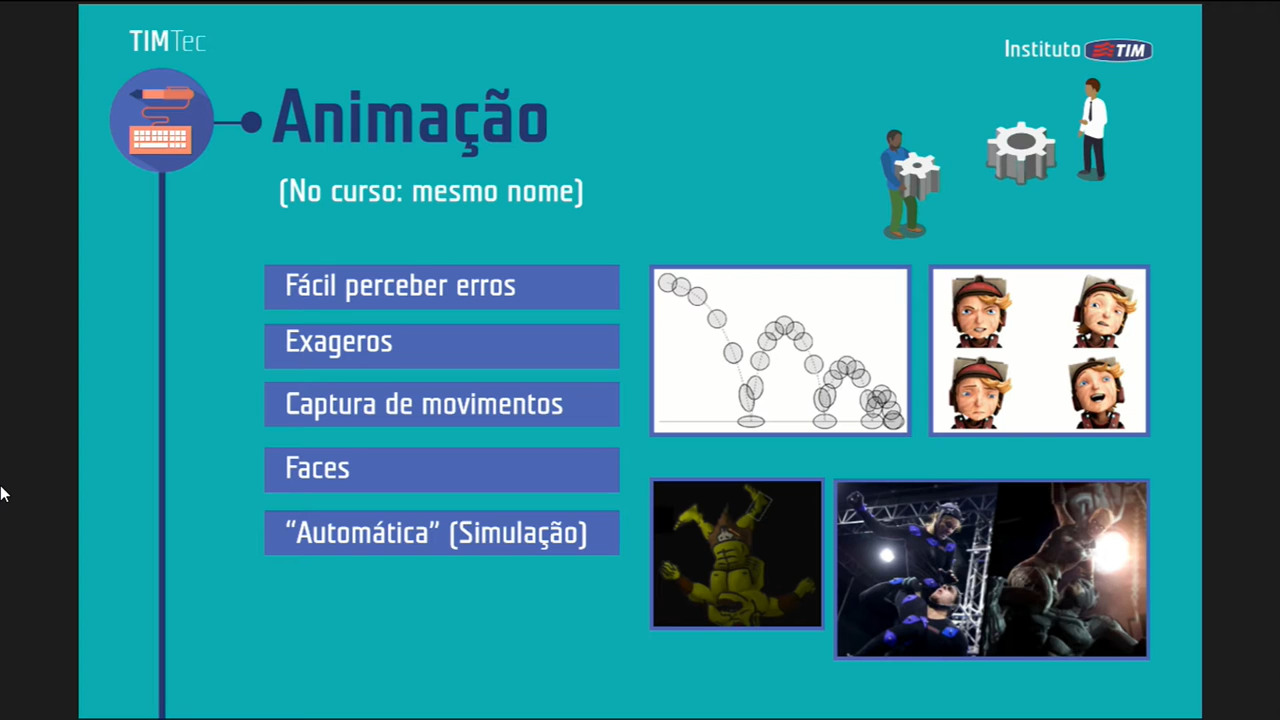 TIMTec
Instituto TIM
Animação
(No curso: mesmo nome)
Fácil perceber erros
Exageros
Captura de movimentos
Faces
“Automática” (Simulação)